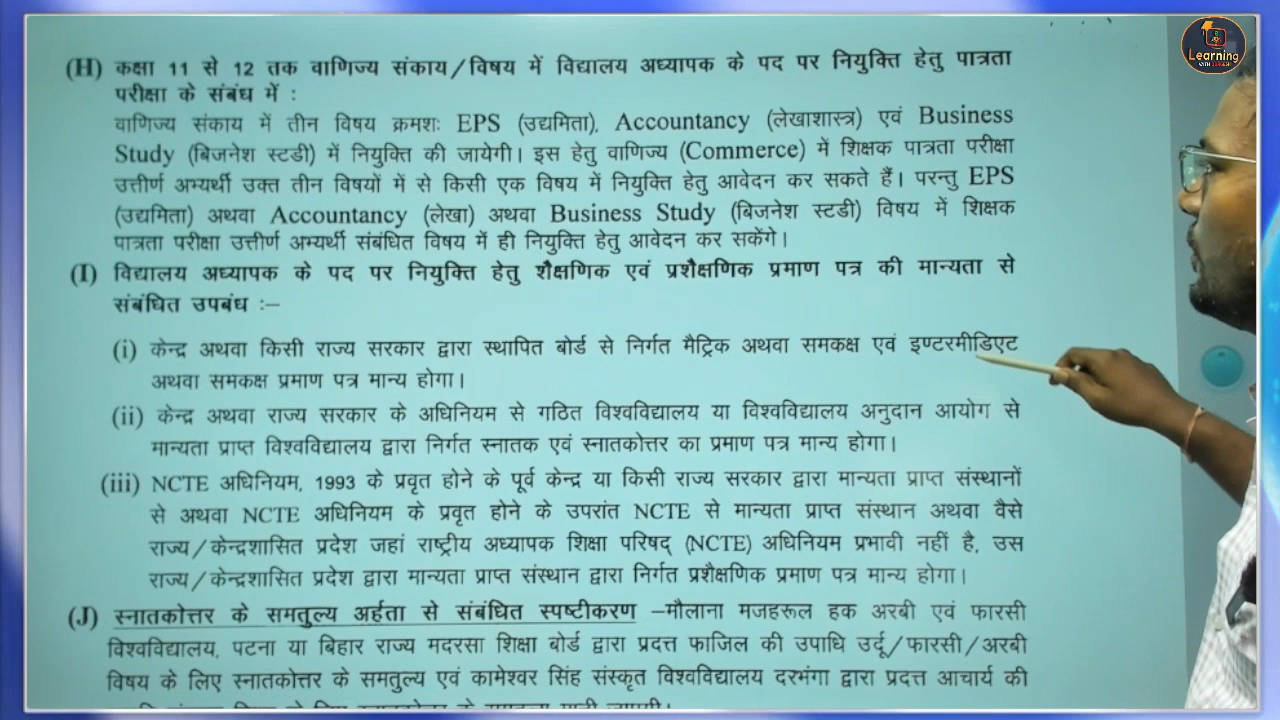 Learning
(H) कक्षा 11 से 12 तक वाणिज्य संकाय/विषय में विद्यालय अध्यापक के पद पर नियुक्ति हेतु पात्रता
परीक्षा के संबंध में :
वाणिज्य संकाय में तीन विषय क्रमशः EPS (उद्यमिता), Accountancy (लेखाशास्त्र) एवं Business
Study (बिजनेश स्टडी) में नियुक्ति की जायेगी। इस हेतु वाणिज्य (Commerce) में शिक्षक पात्रता परीक्षा
उत्तीर्ण अभ्यर्थी उक्त तीन विषयों में से किसी एक विषय में नियुक्ति हेतु आवेदन कर सकते हैं। परन्तु EPS
(उद्यमिता) अथवा Accountancy (लेखा) अथवा Business Study (बिजनेश स्टडी) विषय में शिक्षक
पात्रता परीक्षा उत्तीर्ण अभ्यर्थी संबंधित विषय में ही नियुक्ति हेतु आवेदन कर सकेंगे।
(I) विद्यालय अध्यापक के पद पर नियुक्ति हेतु शैक्षणिक एवं प्रशैक्षणिक प्रमाण पत्र की मान्यता से
संबंधित उपबंध :–
(i) केन्द्र अथवा किसी राज्य सरकार द्वारा स्थापित बोर्ड से निर्गत मैट्रिक अथवा समकक्ष एवं इण्टरमीडिएट
अथवा समकक्ष प्रमाण पत्र मान्य होगा।
(ii) केन्द्र अथवा राज्य सरकार के अधिनियम से गठित विश्वविद्यालय या विश्वविद्यालय अनुदान आयोग से
मान्यता प्राप्त विश्वविद्यालय द्वारा निर्गत स्नातक एवं स्नातकोत्तर का प्रमाण पत्र मान्य होगा।
(iii) NCTE अधिनियम, 1993 के प्रवृत होने के पूर्व केन्द्र या किसी राज्य सरकार द्वारा मान्यता प्राप्त संस्थानों
से अथवा NCTE अधिनियम के प्रवृत होने के उपरांत NCTE से मान्यता प्राप्त संस्थान अथवा वैसे
राज्य/केन्द्रशासित प्रदेश जहां राष्ट्रीय अध्यापक शिक्षा परिषद् (NCTE) अधिनियम प्रभावी नहीं है, उस
राज्य/केन्द्रशासित प्रदेश द्वारा मान्यता प्राप्त संस्थान द्वारा निर्गत प्रशैक्षणिक प्रमाण पत्र मान्य होगा।
(J) स्नातकोत्तर के समतुल्य अर्हता से संबंधित स्पष्टीकरण –मौलाना मजहरूल हक अरबी एवं फारसी
विश्वविद्यालय, पटना या बिहार राज्य मदरसा शिक्षा बोर्ड द्वारा प्रदत्त फाजिल की उपाधि उर्दू/फारसी/अरबी
विषय के लिए स्नातकोत्तर के समतुल्य एवं कामेश्वर सिंह संस्कृत विश्वविद्यालय दरभंगा द्वारा प्रदत्त आचार्य की